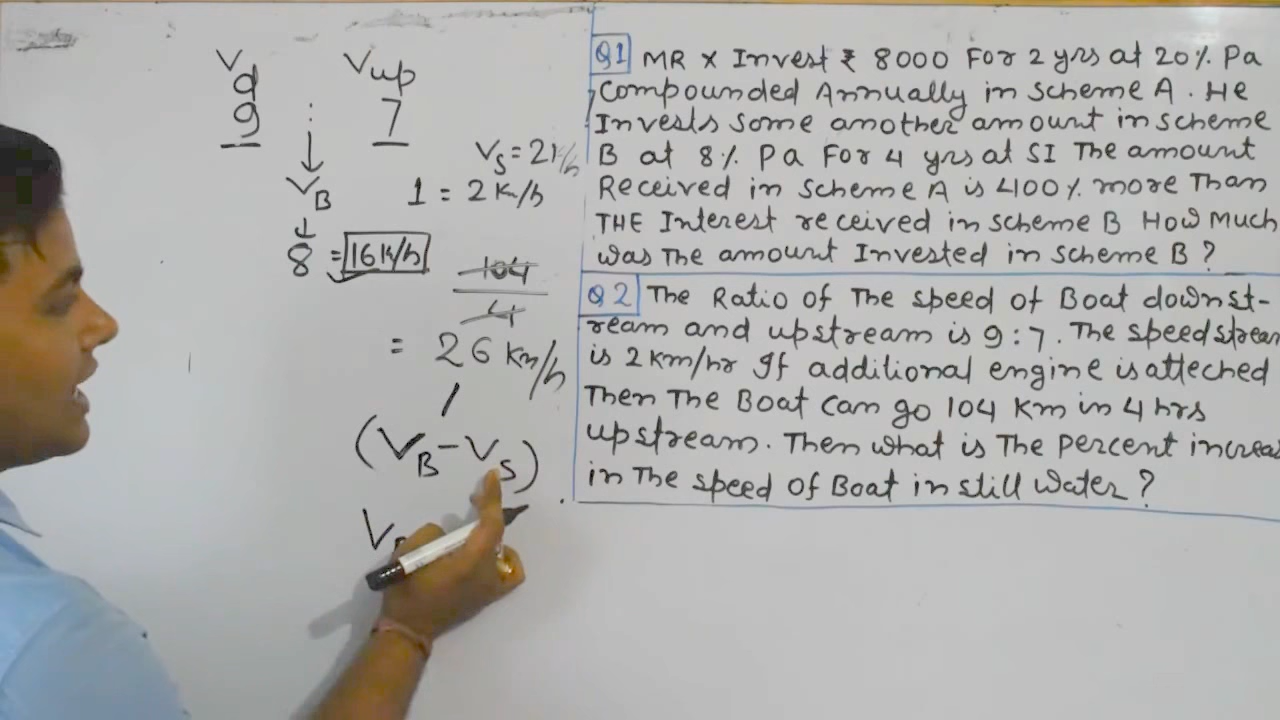 Vd Vup
9 : 7
VS = 2k/h
VB 1 = 2 K/h
8 = 16 K/h
104
4
= 26 Km/h
(VB - VS)
Q1 MR X Invest ₹ 8000 For 2 yrs at 20% Pa
Compounded Annually in scheme A. He
Invests some another amount in scheme
B at 8% Pa For 4 yrs at SI The amount
Received in scheme A is 400% more Than
THE Interest received in scheme B How Much
was The amount Invested in scheme B ?
Q2 The Ratio of The speed of Boat downst-
ream and upstream is 9:7. The speed stream
is 2 km/hr If additional engine is atteched
Then The Boat can go 104 Km in 4 hrs
upstream. Then what is The Percent increa
in The speed of Boat in still water ?